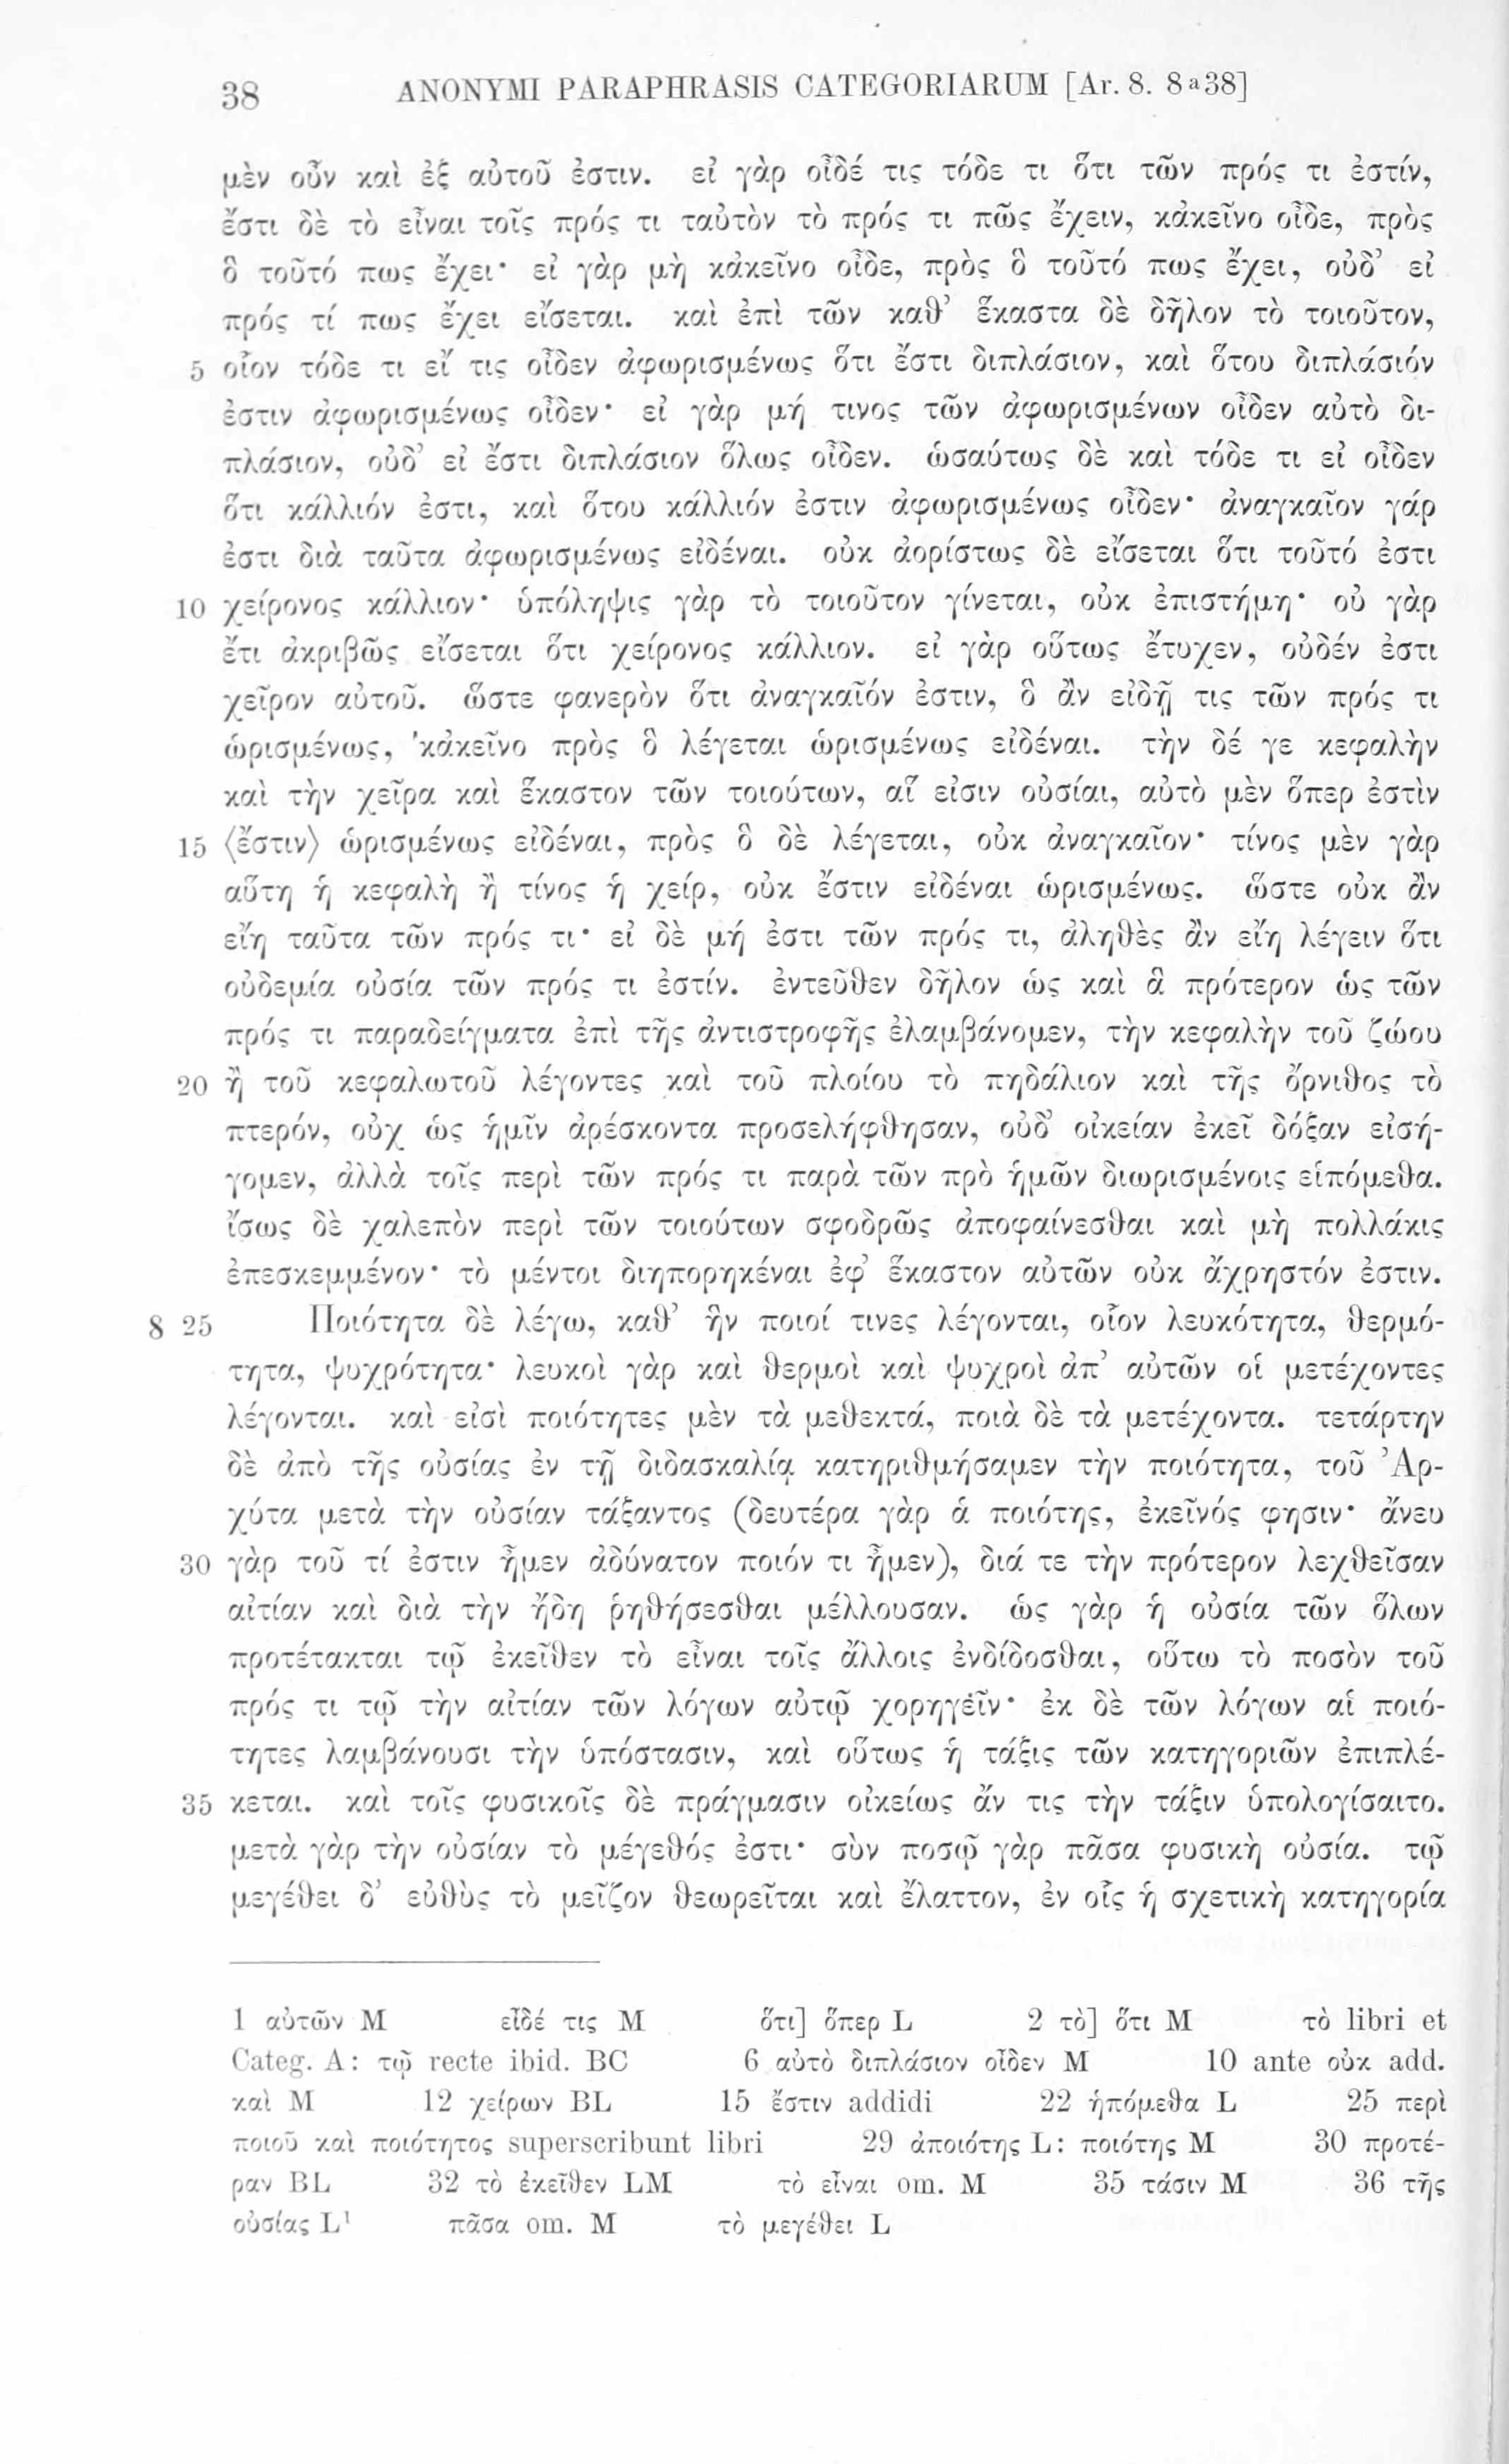 38 ANONYMI PARAPHRASIS CATEGORIARUM [Ar. 8. 8ᵃ38]
μὲν οὖν καὶ ἐξ αὐτοῦ ἐστιν. εἰ γὰρ οἶδέ τις τόδε τι ὅτι τῶν πρός τι ἐστίν,
ἔστι δὲ τὸ εἶναι τοῖς πρός τι ταὐτὸν τὸ πρός τι πῶς ἔχειν, κἀκεῖνο οἶδε, πρὸς
ὃ τοῦτό πως ἔχει· εἰ γὰρ μὴ κἀκεῖνο οἶδε, πρὸς ὃ τοῦτό πως ἔχει, οὐδ’ εἰ
πρός τί πως ἔχει εἴσεται. καὶ ἐπὶ τῶν καθ’ ἕκαστα δὲ δῆλον τὸ τοιοῦτον,
5 οἷον τόδε τι εἴ τις οἶδεν ἀφωρισμένως ὅτι ἔστι διπλάσιον, καὶ ὅτου διπλάσιόν
ἐστιν ἀφωρισμένως οἶδεν· εἰ γὰρ μή τινος τῶν ἀφωρισμένων οἶδεν αὐτὸ δι-
πλάσιον, οὐδ’ εἰ ἔστι διπλάσιον ὅλως οἶδεν. ὡσαύτως δὲ καὶ τόδε τι εἰ οἶδεν
ὅτι κάλλιόν ἐστι, καὶ ὅτου κάλλιόν ἐστιν ἀφωρισμένως οἶδεν· ἀναγκαῖον γάρ
ἐστι διὰ ταῦτα ἀφωρισμένως εἰδέναι. οὐκ ἀορίστως δὲ εἴσεται ὅτι τοῦτό ἐστι
10 χείρονος κάλλιον· ὑπόληψις γὰρ τὸ τοιοῦτον γίνεται, οὐκ ἐπιστήμη· οὐ γὰρ
ἔτι ἀκριβῶς εἴσεται ὅτι χείρονος κάλλιον. εἰ γὰρ οὕτως ἔτυχεν, οὐδέν ἐστι
χεῖρον αὐτοῦ. ὥστε φανερὸν ὅτι ἀναγκαῖόν ἐστιν, ὃ ἂν εἰδῇ τις τῶν πρός τι
ὡρισμένως, κἀκεῖνο πρὸς ὃ λέγεται ὡρισμένως εἰδέναι. τὴν δέ γε κεφαλὴν
καὶ τὴν χεῖρα καὶ ἕκαστον τῶν τοιούτων, αἵ εἰσιν οὐσίαι, αὐτὸ μὲν ὅπερ ἐστὶν
15 ⟨ἔστιν⟩ ὡρισμένως εἰδέναι, πρὸς ὃ δὲ λέγεται, οὐκ ἀναγκαῖον· τίνος μὲν γὰρ
αὕτη ἡ κεφαλὴ ἢ τίνος ἡ χείρ, οὐκ ἔστιν εἰδέναι ὡρισμένως. ὥστε οὐκ ἂν
εἴη ταῦτα τῶν πρός τι· εἰ δὲ μή ἐστι τῶν πρός τι, ἀληθὲς ἂν εἴη λέγειν ὅτι
οὐδεμία οὐσία τῶν πρός τι ἐστίν. ἐντεῦθεν δῆλον ὡς καὶ ἃ πρότερον ὡς τῶν
πρός τι παραδείγματα ἐπὶ τῆς ἀντιστροφῆς ἐλαμβάνομεν, τὴν κεφαλὴν τοῦ ζώου
20 ἢ τοῦ κεφαλωτοῦ λέγοντες καὶ τοῦ πλοίου τὸ πηδάλιον καὶ τῆς ὄρνιθος τὸ
πτερόν, οὐχ ὡς ἡμῖν ἀρέσκοντα προσελήφθησαν, οὐδ’ οἰκείαν ἐκεῖ δόξαν εἰσή-
γομεν, ἀλλὰ τοῖς περὶ τῶν πρός τι παρὰ τῶν πρὸ ἡμῶν διωρισμένοις εἱπόμεθα.
ἴσως δὲ χαλεπὸν περὶ τῶν τοιούτων σφοδρῶς ἀποφαίνεσθαι καὶ μὴ πολλάκις
ἐπεσκεμμένον· τὸ μέντοι διηπορηκέναι ἐφ’ ἕκαστον αὐτῶν οὐκ ἄχρηστόν ἐστιν.
8 25 Ποιότητα δὲ λέγω, καθ’ ἣν ποιοί τινες λέγονται, οἷον λευκότητα, θερμό-
τητα, ψυχρότητα· λευκοὶ γὰρ καὶ θερμοὶ καὶ ψυχροὶ ἀπ’ αὐτῶν οἱ μετέχοντες
λέγονται. καὶ εἰσὶ ποιότητες μὲν τὰ μεθεκτά, ποιὰ δὲ τὰ μετέχοντα. τετάρτην
δὲ ἀπὸ τῆς οὐσίας ἐν τῇ διδασκαλίᾳ κατηριθμήσαμεν τὴν ποιότητα, τοῦ Ἀρ-
χύτα μετὰ τὴν οὐσίαν τάξαντος (δευτέρα γὰρ ἁ ποιότης, ἐκεῖνός φησιν· ἄνευ
30 γὰρ τοῦ τί ἐστιν ἦμεν ἀδύνατον ποιόν τι ἦμεν), διά τε τὴν πρότερον λεχθεῖσαν
αἰτίαν καὶ διὰ τὴν ἤδη ῥηθήσεσθαι μέλλουσαν. ὡς γὰρ ἡ οὐσία τῶν ὅλων
προτέτακται τῷ ἐκεῖθεν τὸ εἶναι τοῖς ἄλλοις ἐνδίδοσθαι, οὕτω τὸ ποσὸν τοῦ
πρός τι τῷ τὴν αἰτίαν τῶν λόγων αὐτῷ χορηγεῖν· ἐκ δὲ τῶν λόγων αἱ ποιό-
τητες λαμβάνουσι τὴν ὑπόστασιν, καὶ οὕτως ἡ τάξις τῶν κατηγοριῶν ἐπιπλέ-
35 κεται. καὶ τοῖς φυσικοῖς δὲ πράγμασιν οἰκείως ἄν τις τὴν τάξιν ὑπολογίσαιτο.
μετὰ γὰρ τὴν οὐσίαν τὸ μέγεθός ἐστι· σὺν ποσῷ γὰρ πᾶσα φυσικὴ οὐσία. τῷ
μεγέθει δ’ εὐθὺς τὸ μεῖζον θεωρεῖται καὶ ἔλαττον, ἐν οἷς ἡ σχετικὴ κατηγορία
1 αὐτῶν M εἶδέ τις M ὅτι] ὅπερ L 2 τὸ] ὅτι M τὸ libri et
Categ. A: τῷ recte ibid. BC 6 αὐτὸ διπλάσιον οἶδεν M 10 ante οὐκ add.
καὶ M 12 χείρων BL 15 ἔστιν addidi 22 ἡπόμεθα L 25 περὶ
ποιοῦ καὶ ποιότητος superscribunt libri 29 ἀποιότης L: ποιότης M 30 προτέ-
ραν BL 32 τὸ ἐκεῖθεν LM τὸ εἶναι om. M 35 τάσιν M 36 τῆς
οὐσίας L¹ πᾶσα om. M τὸ μεγέθει L